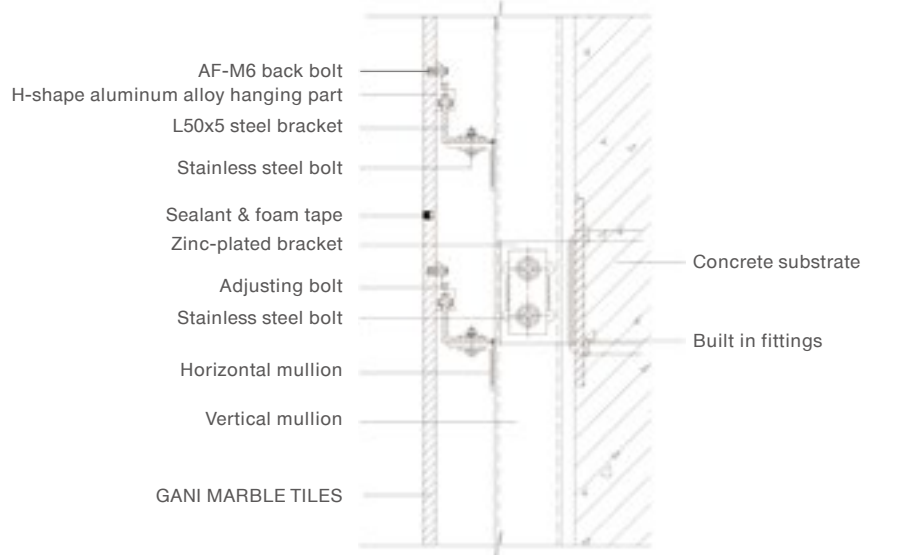 AF-M6 back bolt
H-shape aluminum alloy hanging part
L50x5 steel bracket
Stainless steel bolt
Sealant & foam tape
Zinc-plated bracket
Adjusting bolt
Stainless steel bolt
Horizontal mullion
Vertical mullion
GANI MARBLE TILES
Concrete substrate
Built in fittings